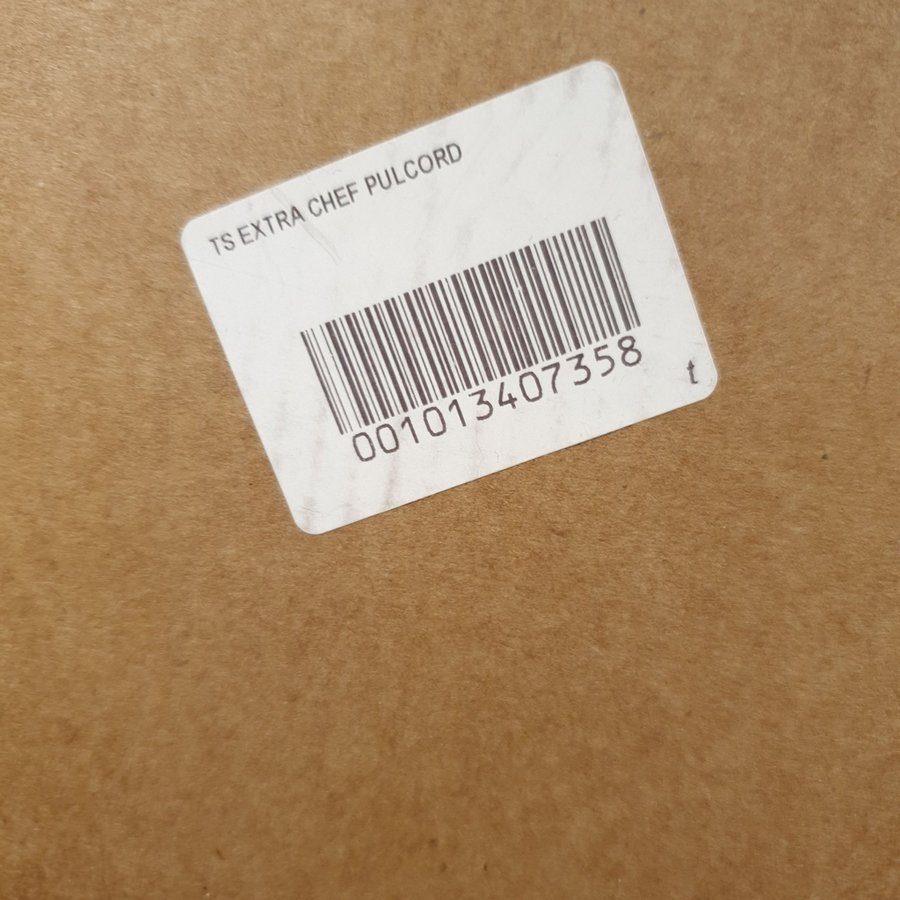 TS EXTRA CHEF PULCORD
001013407358
t